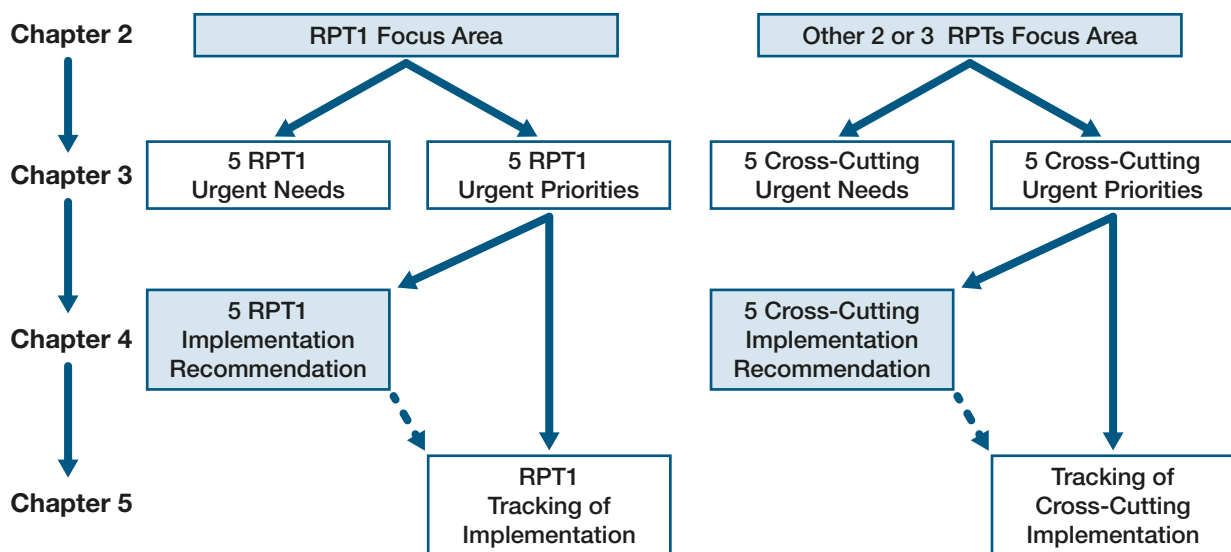 Chapter 2
RPT1 Focus Area
Other 2 or 3 RPTs Focus Area
Chapter 3
5 RPT1
Urgent Needs
5 RPT1
Urgent Priorities
5 Cross-Cutting
Urgent Needs
5 Cross-Cutting
Urgent Priorities
Chapter 4
5 RPT1
Implementation
Recommendation
5 Cross-Cutting
Implementation
Recommendation
Chapter 5
RPT1
Tracking of
Implementation
Tracking of
Cross-Cutting
Implementation